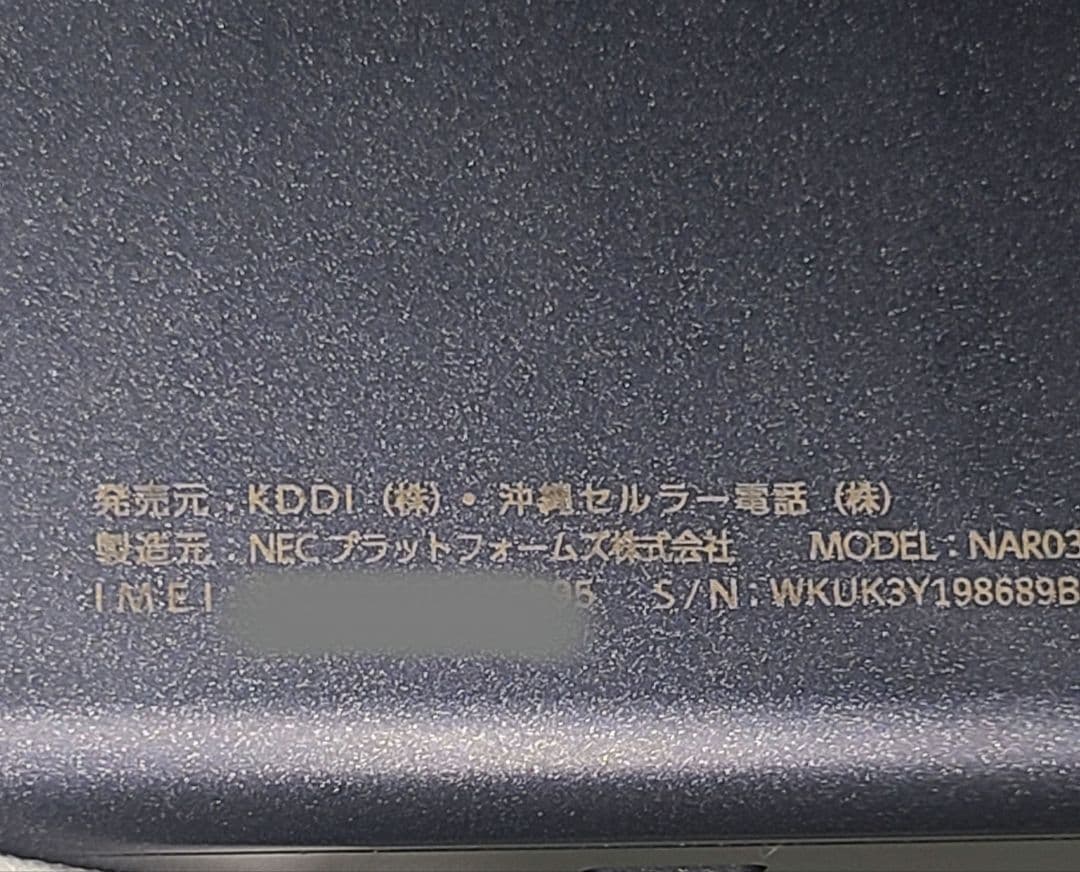 発売元：KDDI（株）・沖縄セルラー電話（株）
製造元：NECプラットフォームズ株式会社 MODEL：NAR03
IMEI 95 S/N：WKUK3Y198689B